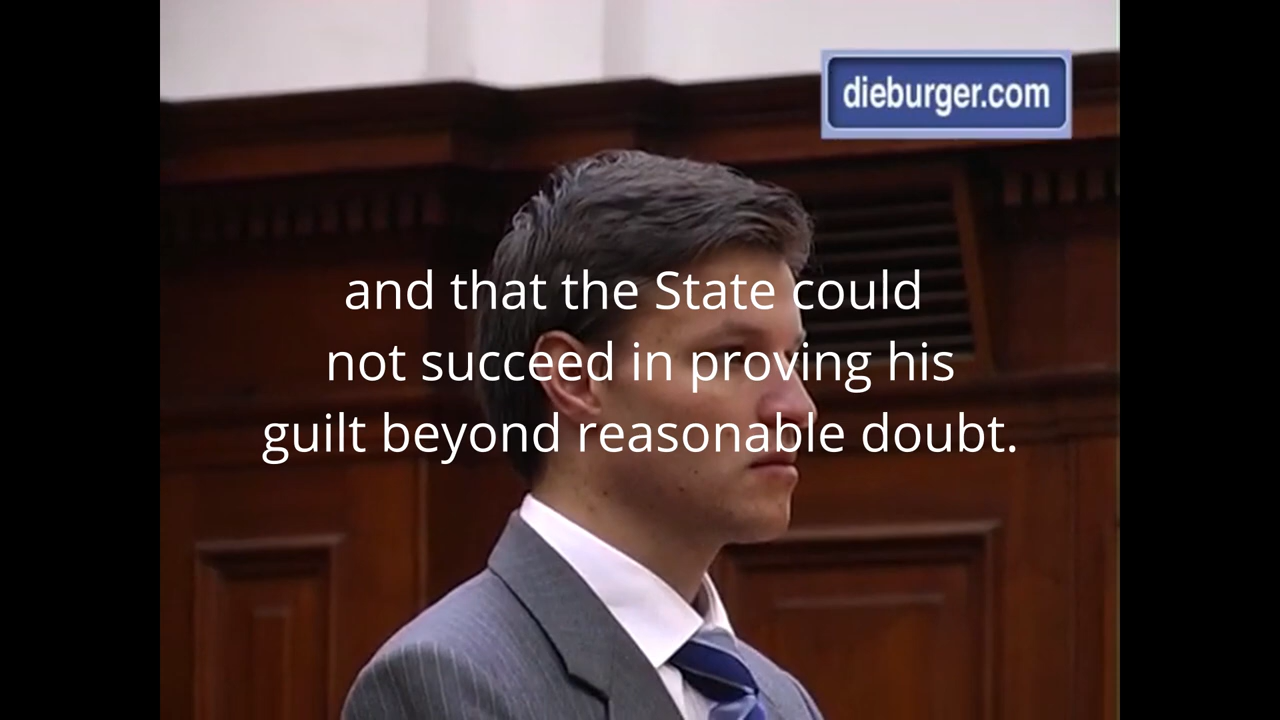 dieburger.com
and that the State could
not succeed in proving his
guilt beyond reasonable doubt.